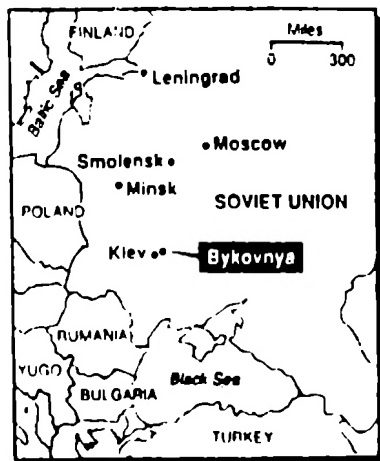 FINLAND
Miles
0 300
Baltic Sea
Leningrad
Moscow
Smolensk
Minsk
SOVIET UNION
POLAND
Kiev
Bykovnya
RUMANIA
YUGO
Black Sea
BULGARIA
TURKEY